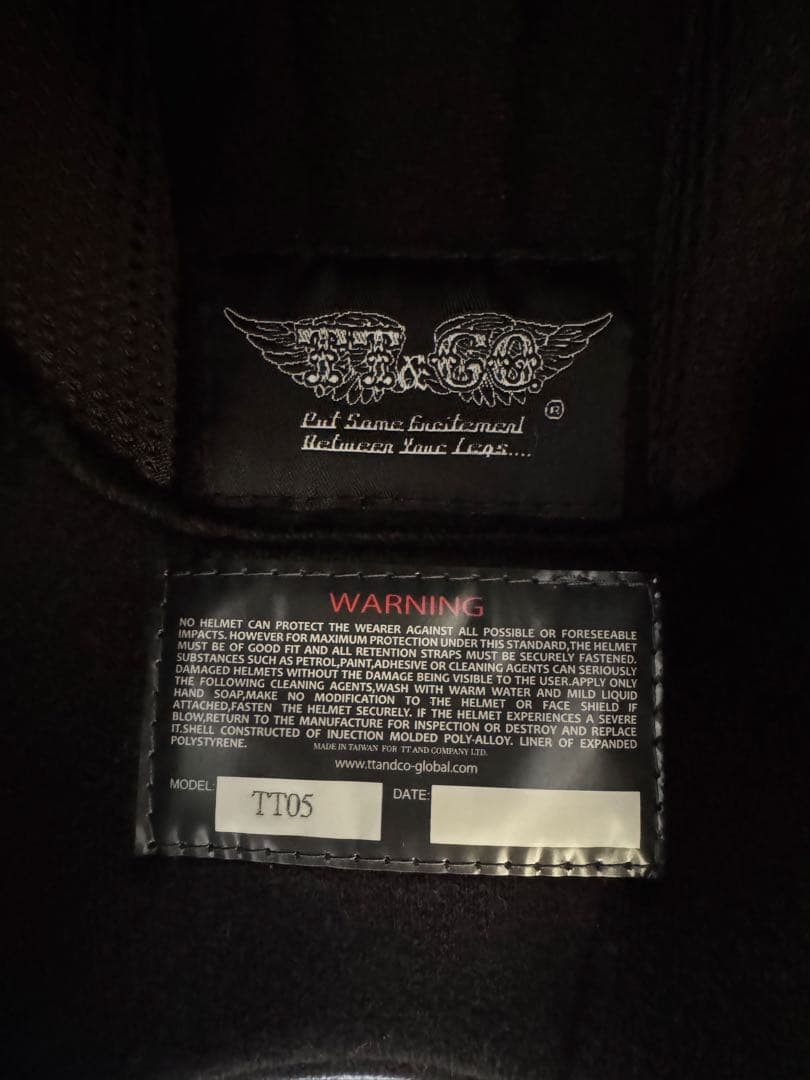 TT&CO.
®
Put Some Excitement
Between Your Legs....
WARNING
NO HELMET CAN PROTECT THE WEARER AGAINST ALL POSSIBLE OR FORESEEABLE
IMPACTS. HOWEVER FOR MAXIMUM PROTECTION UNDER THIS STANDARD,THE HELMET
MUST BE OF GOOD FIT AND ALL RETENTION STRAPS MUST BE SECURELY FASTENED.
SUBSTANCES SUCH AS PETROL,PAINT,ADHESIVE OR CLEANING AGENTS CAN SERIOUSLY
DAMAGED HELMETS WITHOUT THE DAMAGE BEING VISIBLE TO THE USER.APPLY ONLY
THE FOLLOWING CLEANING AGENTS,WASH WITH WARM WATER AND MILD LIQUID
HAND SOAP,MAKE NO MODIFICATION TO THE HELMET OR FACE SHIELD IF
ATTACHED,FASTEN THE HELMET SECURELY. IF THE HELMET EXPERIENCES A SEVERE
BLOW,RETURN TO THE MANUFACTURE FOR INSPECTION OR DESTROY AND REPLACE
IT.SHELL CONSTRUCTED OF INJECTION MOLDED POLY-ALLOY. LINER OF EXPANDED
POLYSTYRENE.
MADE IN TAIWAN FOR TT AND COMPANY LTD.
www.ttandco-global.com
MODEL: TT05 DATE: